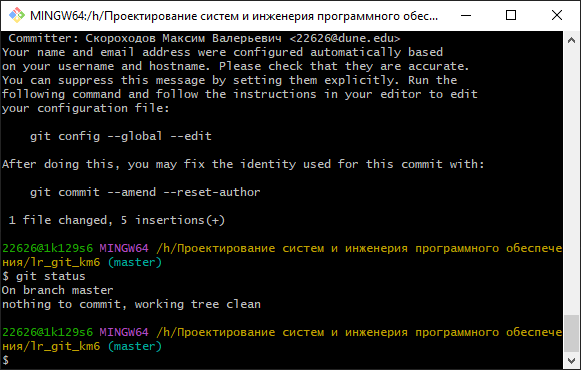 MINGW64:/h/Проектирование систем и инженерия программного обес...
Committer: Скороходов Максим Валерьевич <22626@dune.edu>
Your name and email address were configured automatically based
on your username and hostname. Please check that they are accurate.
You can suppress this message by setting them explicitly. Run the
following command and follow the instructions in your editor to edit
your configuration file:
git config --global --edit
After doing this, you may fix the identity used for this commit with:
git commit --amend --reset-author
1 file changed, 5 insertions(+)
22626@1k129s6 MINGW64 /h/Проектирование систем и инженерия программного обеспече
ния/lr_git_km6 (master)
$ git status
On branch master
nothing to commit, working tree clean
22626@1k129s6 MINGW64 /h/Проектирование систем и инженерия программного обеспече
ния/lr_git_km6 (master)
$